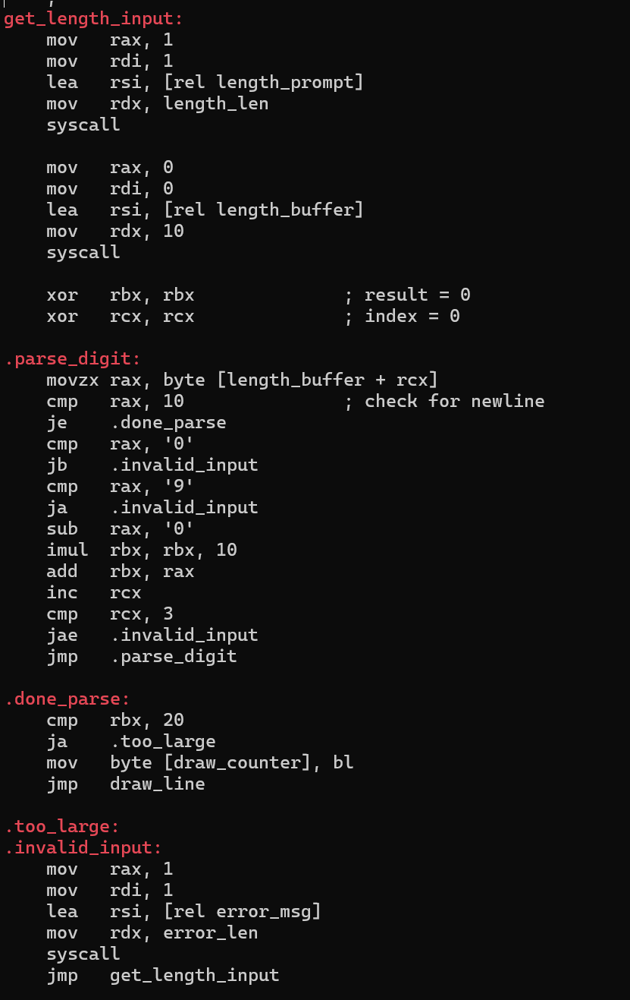 get_length_input:
    mov   rax, 1
    mov   rdi, 1
    lea   rsi, [rel length_prompt]
    mov   rdx, length_len
    syscall

    mov   rax, 0
    mov   rdi, 0
    lea   rsi, [rel length_buffer]
    mov   rdx, 10
    syscall

    xor   rbx, rbx              ; result = 0
    xor   rcx, rcx              ; index = 0

.parse_digit:
    movzx rax, byte [length_buffer + rcx]
    cmp   rax, 10               ; check for newline
    je    .done_parse
    cmp   rax, '0'
    jb    .invalid_input
    cmp   rax, '9'
    ja    .invalid_input
    sub   rax, '0'
    imul  rbx, rbx, 10
    add   rbx, rax
    inc   rcx
    cmp   rcx, 3
    jae   .invalid_input
    jmp   .parse_digit

.done_parse:
    cmp   rbx, 20
    ja    .too_large
    mov   byte [draw_counter], bl
    jmp   draw_line

.too_large:
.invalid_input:
    mov   rax, 1
    mov   rdi, 1
    lea   rsi, [rel error_msg]
    mov   rdx, error_len
    syscall
    jmp   get_length_input